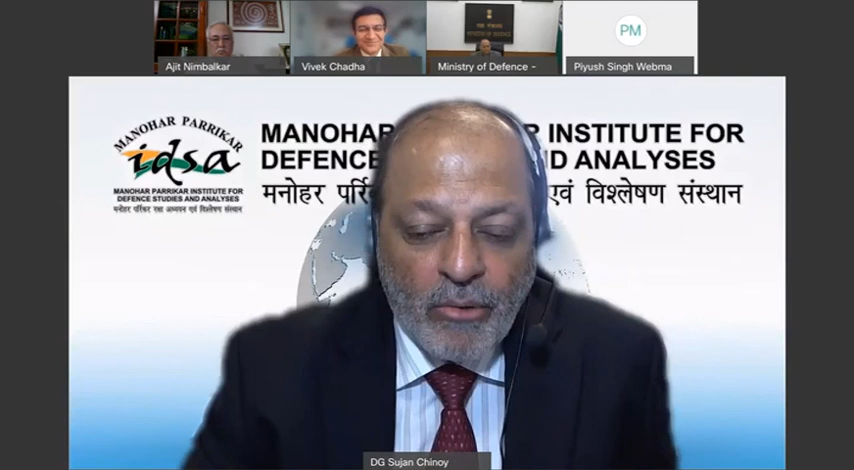 PM
Ajit Nimbalkar
Vivek Chadha
Ministry of Defence -
Piyush Singh Webma
MANOHAR PARRIKAR
idsa
MANOHAR PARRIKAR INSTITUTE FOR
DEFENCE STUDIES AND ANALYSES
मनोहर पर्रिकर रक्षा अध्ययन एवं विश्लेषण संस्थान
MANOHAR R INSTITUTE FOR
DEFENCE ND ANALYSES
मनोहर एवं विश्लेषण संस्थान
DG Sujan Chinoy